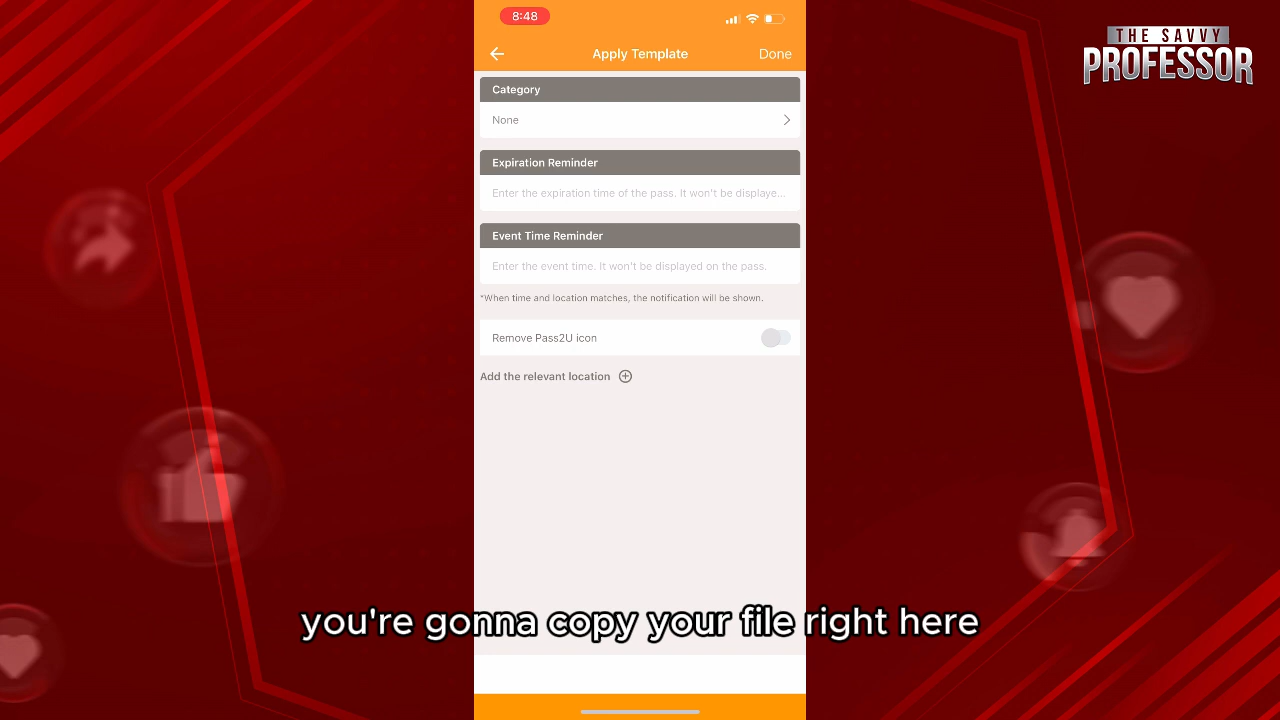 8:48
THE SAVVY
PROFESSOR
Apply Template
Done
Category
None
Expiration Reminder
Enter the expiration time of the pass. It won't be displaye...
Event Time Reminder
Enter the event time. It won't be displayed on the pass.
*When time and location matches, the notification will be shown.
Remove Pass2U icon
Add the relevant location
you're gonna copy your file right here